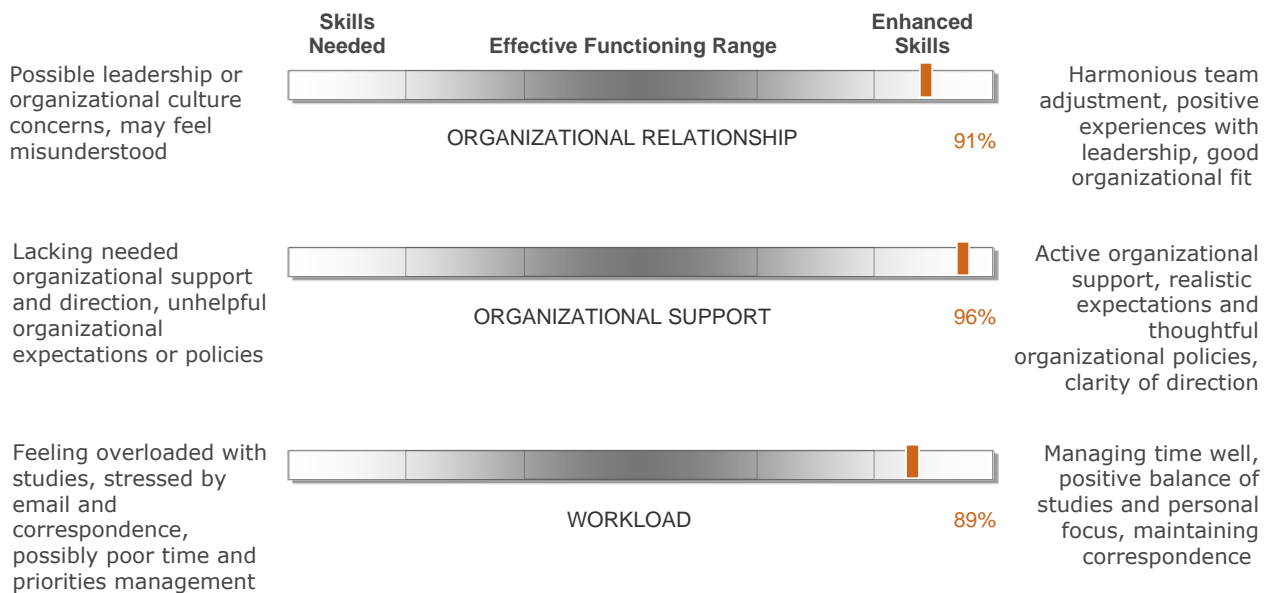 Skills
Needed
Effective Functioning Range
Enhanced
Skills
Possible leadership or
organizational culture
concerns, may feel
misunderstood
ORGANIZATIONAL RELATIONSHIP
91%
Harmonious team
adjustment, positive
experiences with
leadership, good
organizational fit
Lacking needed
organizational support
and direction, unhelpful
organizational
expectations or policies
ORGANIZATIONAL SUPPORT
96%
Active organizational
support, realistic
expectations and
thoughtful
organizational policies,
clarity of direction
Feeling overloaded with
studies, stressed by
email and
correspondence,
possibly poor time and
priorities management
WORKLOAD
89%
Managing time well,
positive balance of
studies and personal
focus, maintaining
correspondence